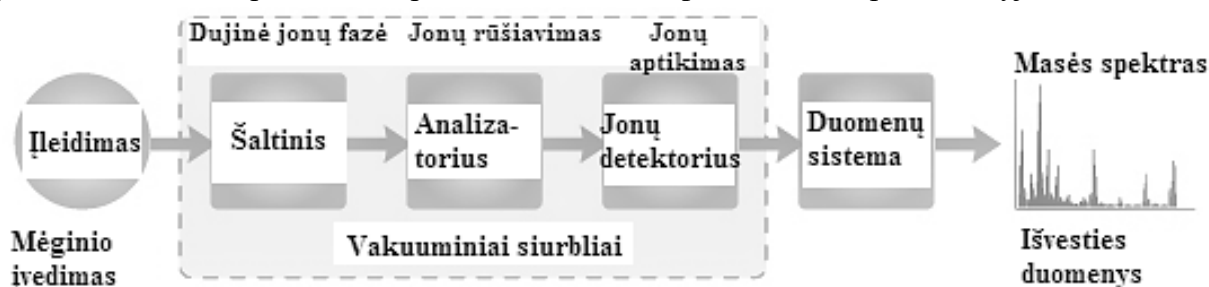 Dujinė jonų fazė
Jonų rūšiavimas
Jonų
aptikimas
Masės spektras
Įleidimas
Šaltinis
Analiza-
torius
Jonų
detektorius
Duomenų
sistema
Mėginio
įvedimas
Vakuuminiai siurbliai
Išvesties
duomenys